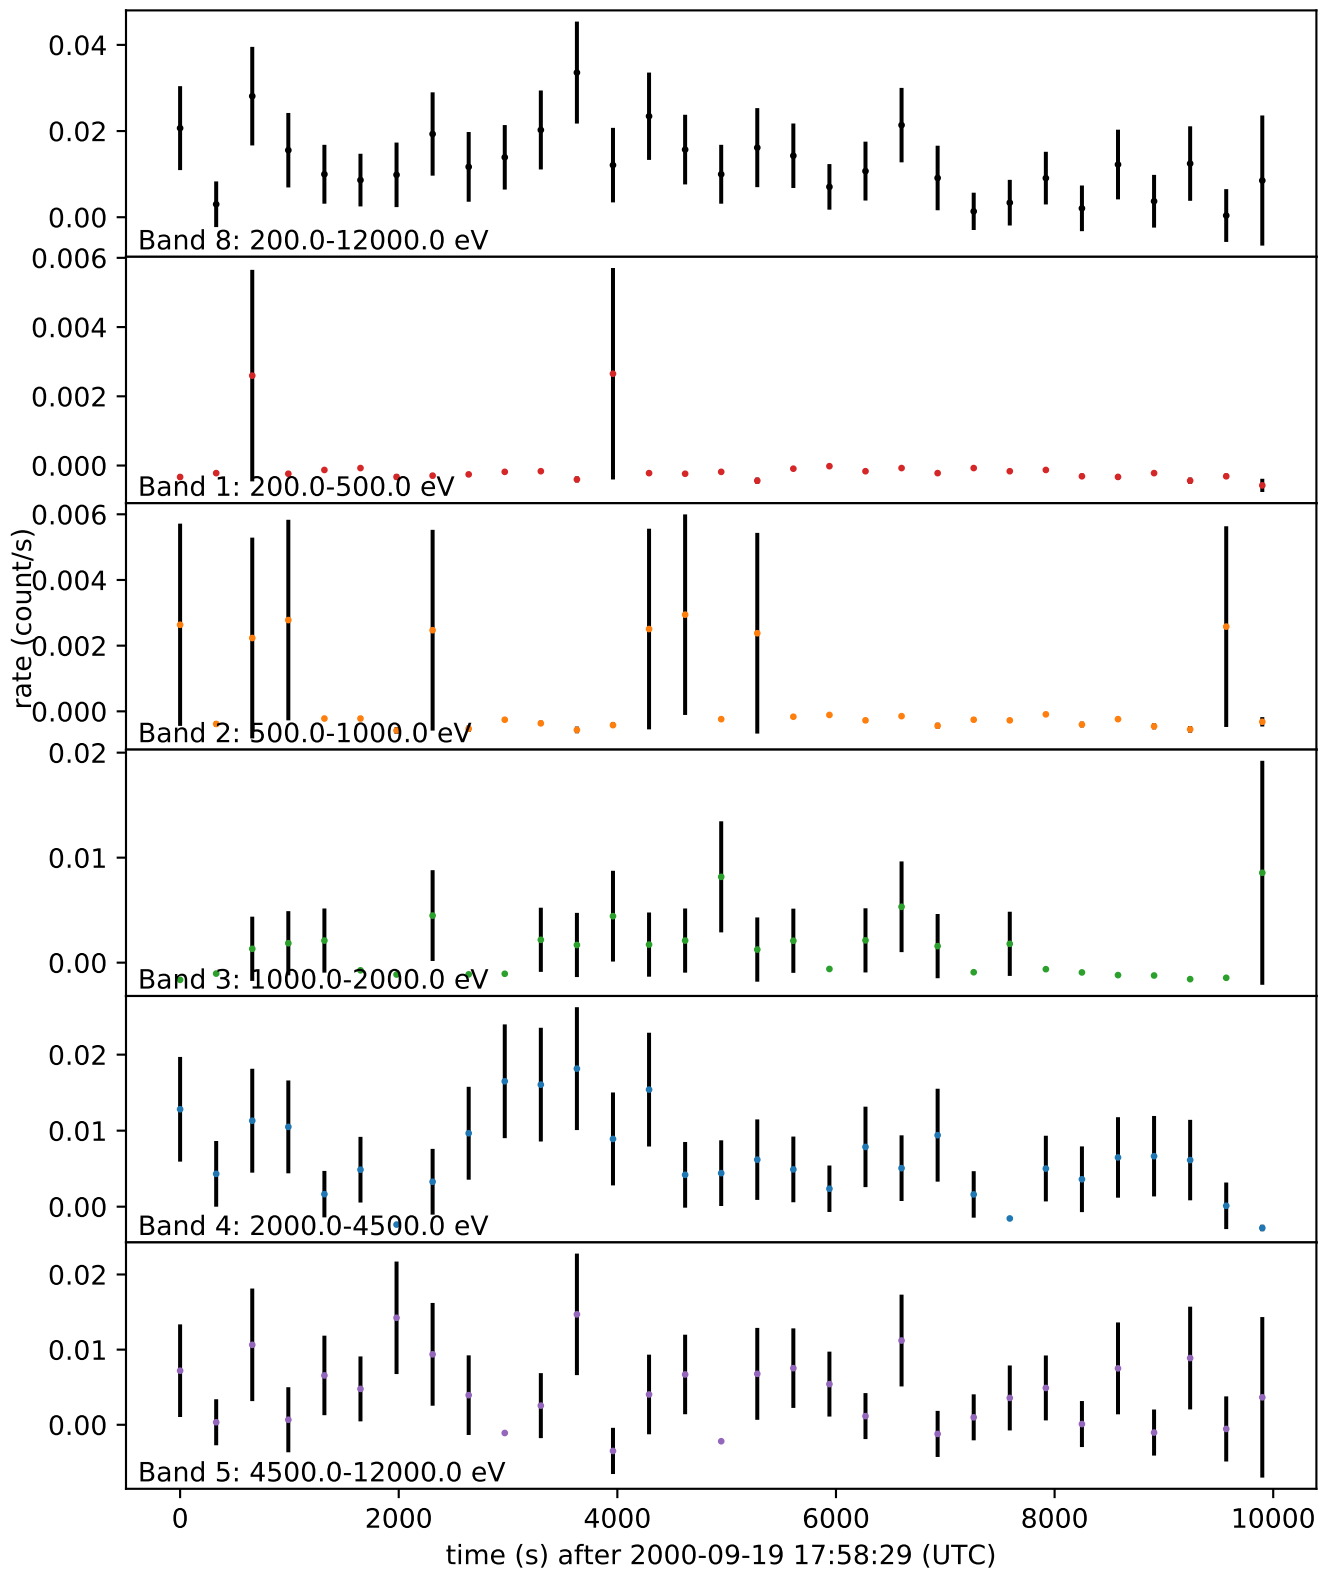 0.04
0.02
0.00
Band 8: 200.0-12000.0 eV
0.006
0.004
0.002
0.000
Band 1: 200.0-500.0 eV
0.006
0.004
0.002
0.000
Band 2: 500.0-1000.0 eV
rate (count/s)
0.02
0.01
0.00
Band 3: 1000.0-2000.0 eV
0.02
0.01
0.00
Band 4: 2000.0-4500.0 eV
0.02
0.01
0.00
Band 5: 4500.0-12000.0 eV
0 2000 4000 6000 8000 10000
time (s) after 2000-09-19 17:58:29 (UTC)